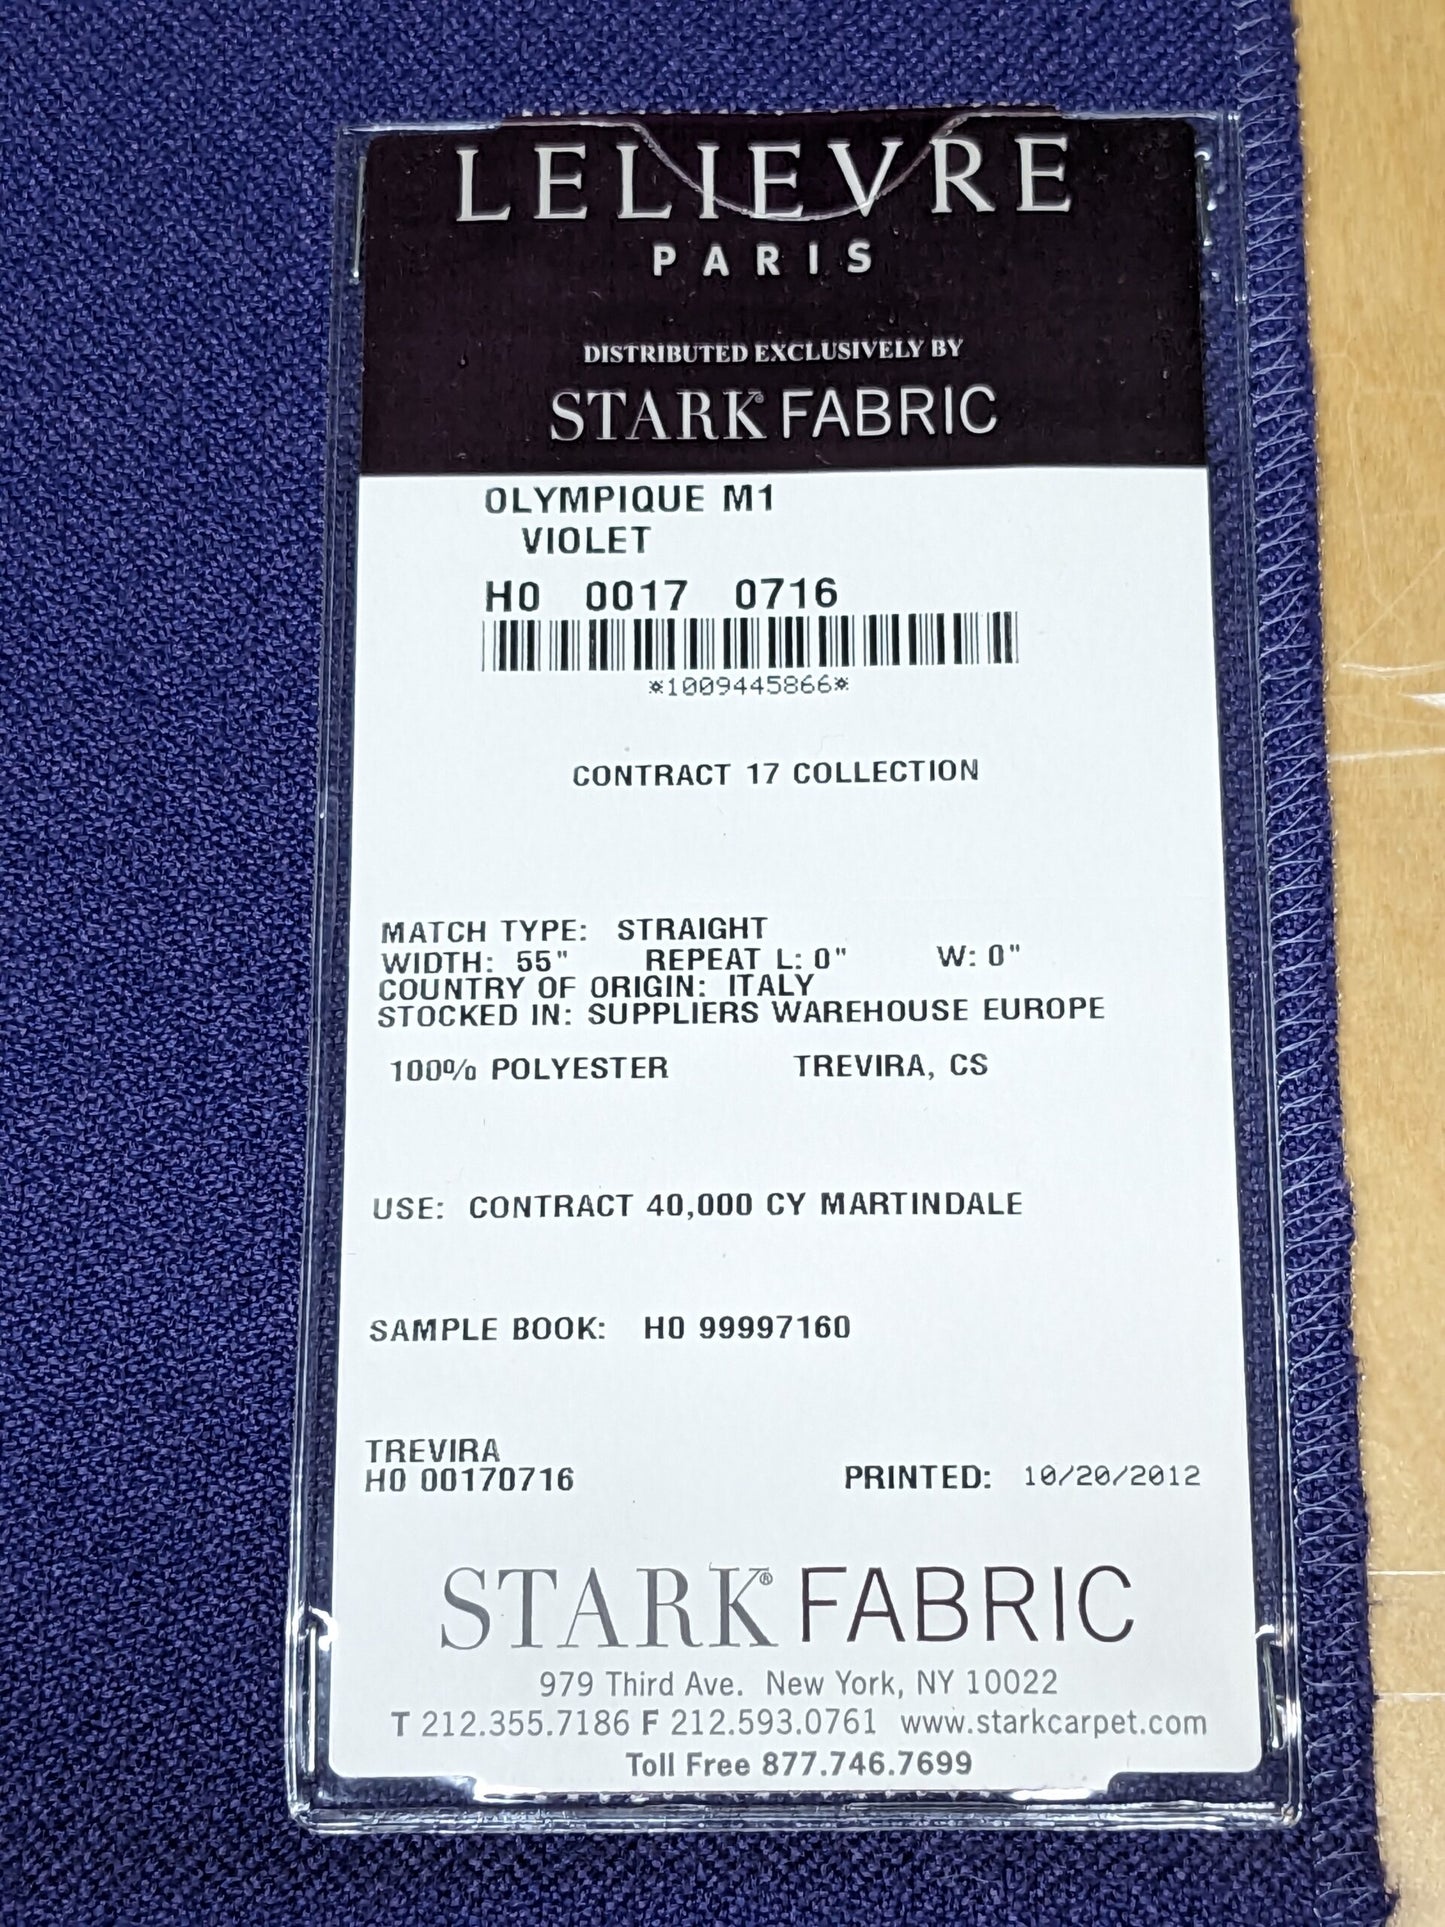 LELIEVRE
PARIS
DISTRIBUTED EXCLUSIVELY BY
STARK® FABRIC
OLYMPIQUE M1
VIOLET
H0 0017 0716
*1009445866*
CONTRACT 17 COLLECTION
MATCH TYPE: STRAIGHT
WIDTH: 55" REPEAT L: 0" W: 0"
COUNTRY OF ORIGIN: ITALY
STOCKED IN: SUPPLIERS WAREHOUSE EUROPE
100% POLYESTER TREVIRA, CS
USE: CONTRACT 40,000 CY MARTINDALE
SAMPLE BOOK: H0 99997160
TREVIRA
H0 00170716 PRINTED: 10/20/2012
STARK® FABRIC
979 Third Ave. New York, NY 10022
T 212.355.7186 F 212.593.0761 www.starkcarpet.com
Toll Free 877.746.7699